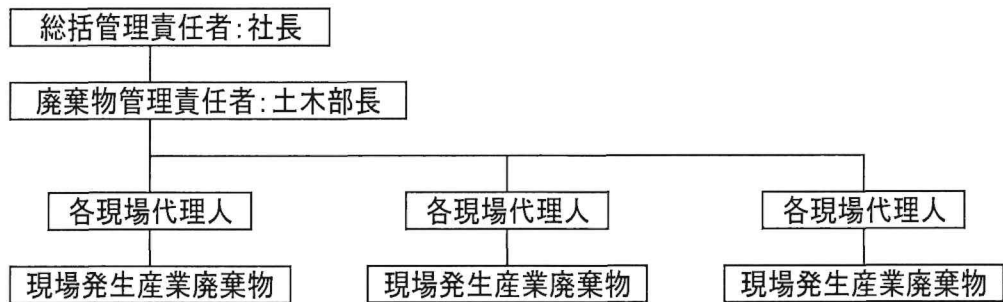 総括管理責任者:社長
廃棄物管理責任者:土木部長
各現場代理人
各現場代理人
各現場代理人
現場発生産業廃棄物
現場発生産業廃棄物
現場発生産業廃棄物